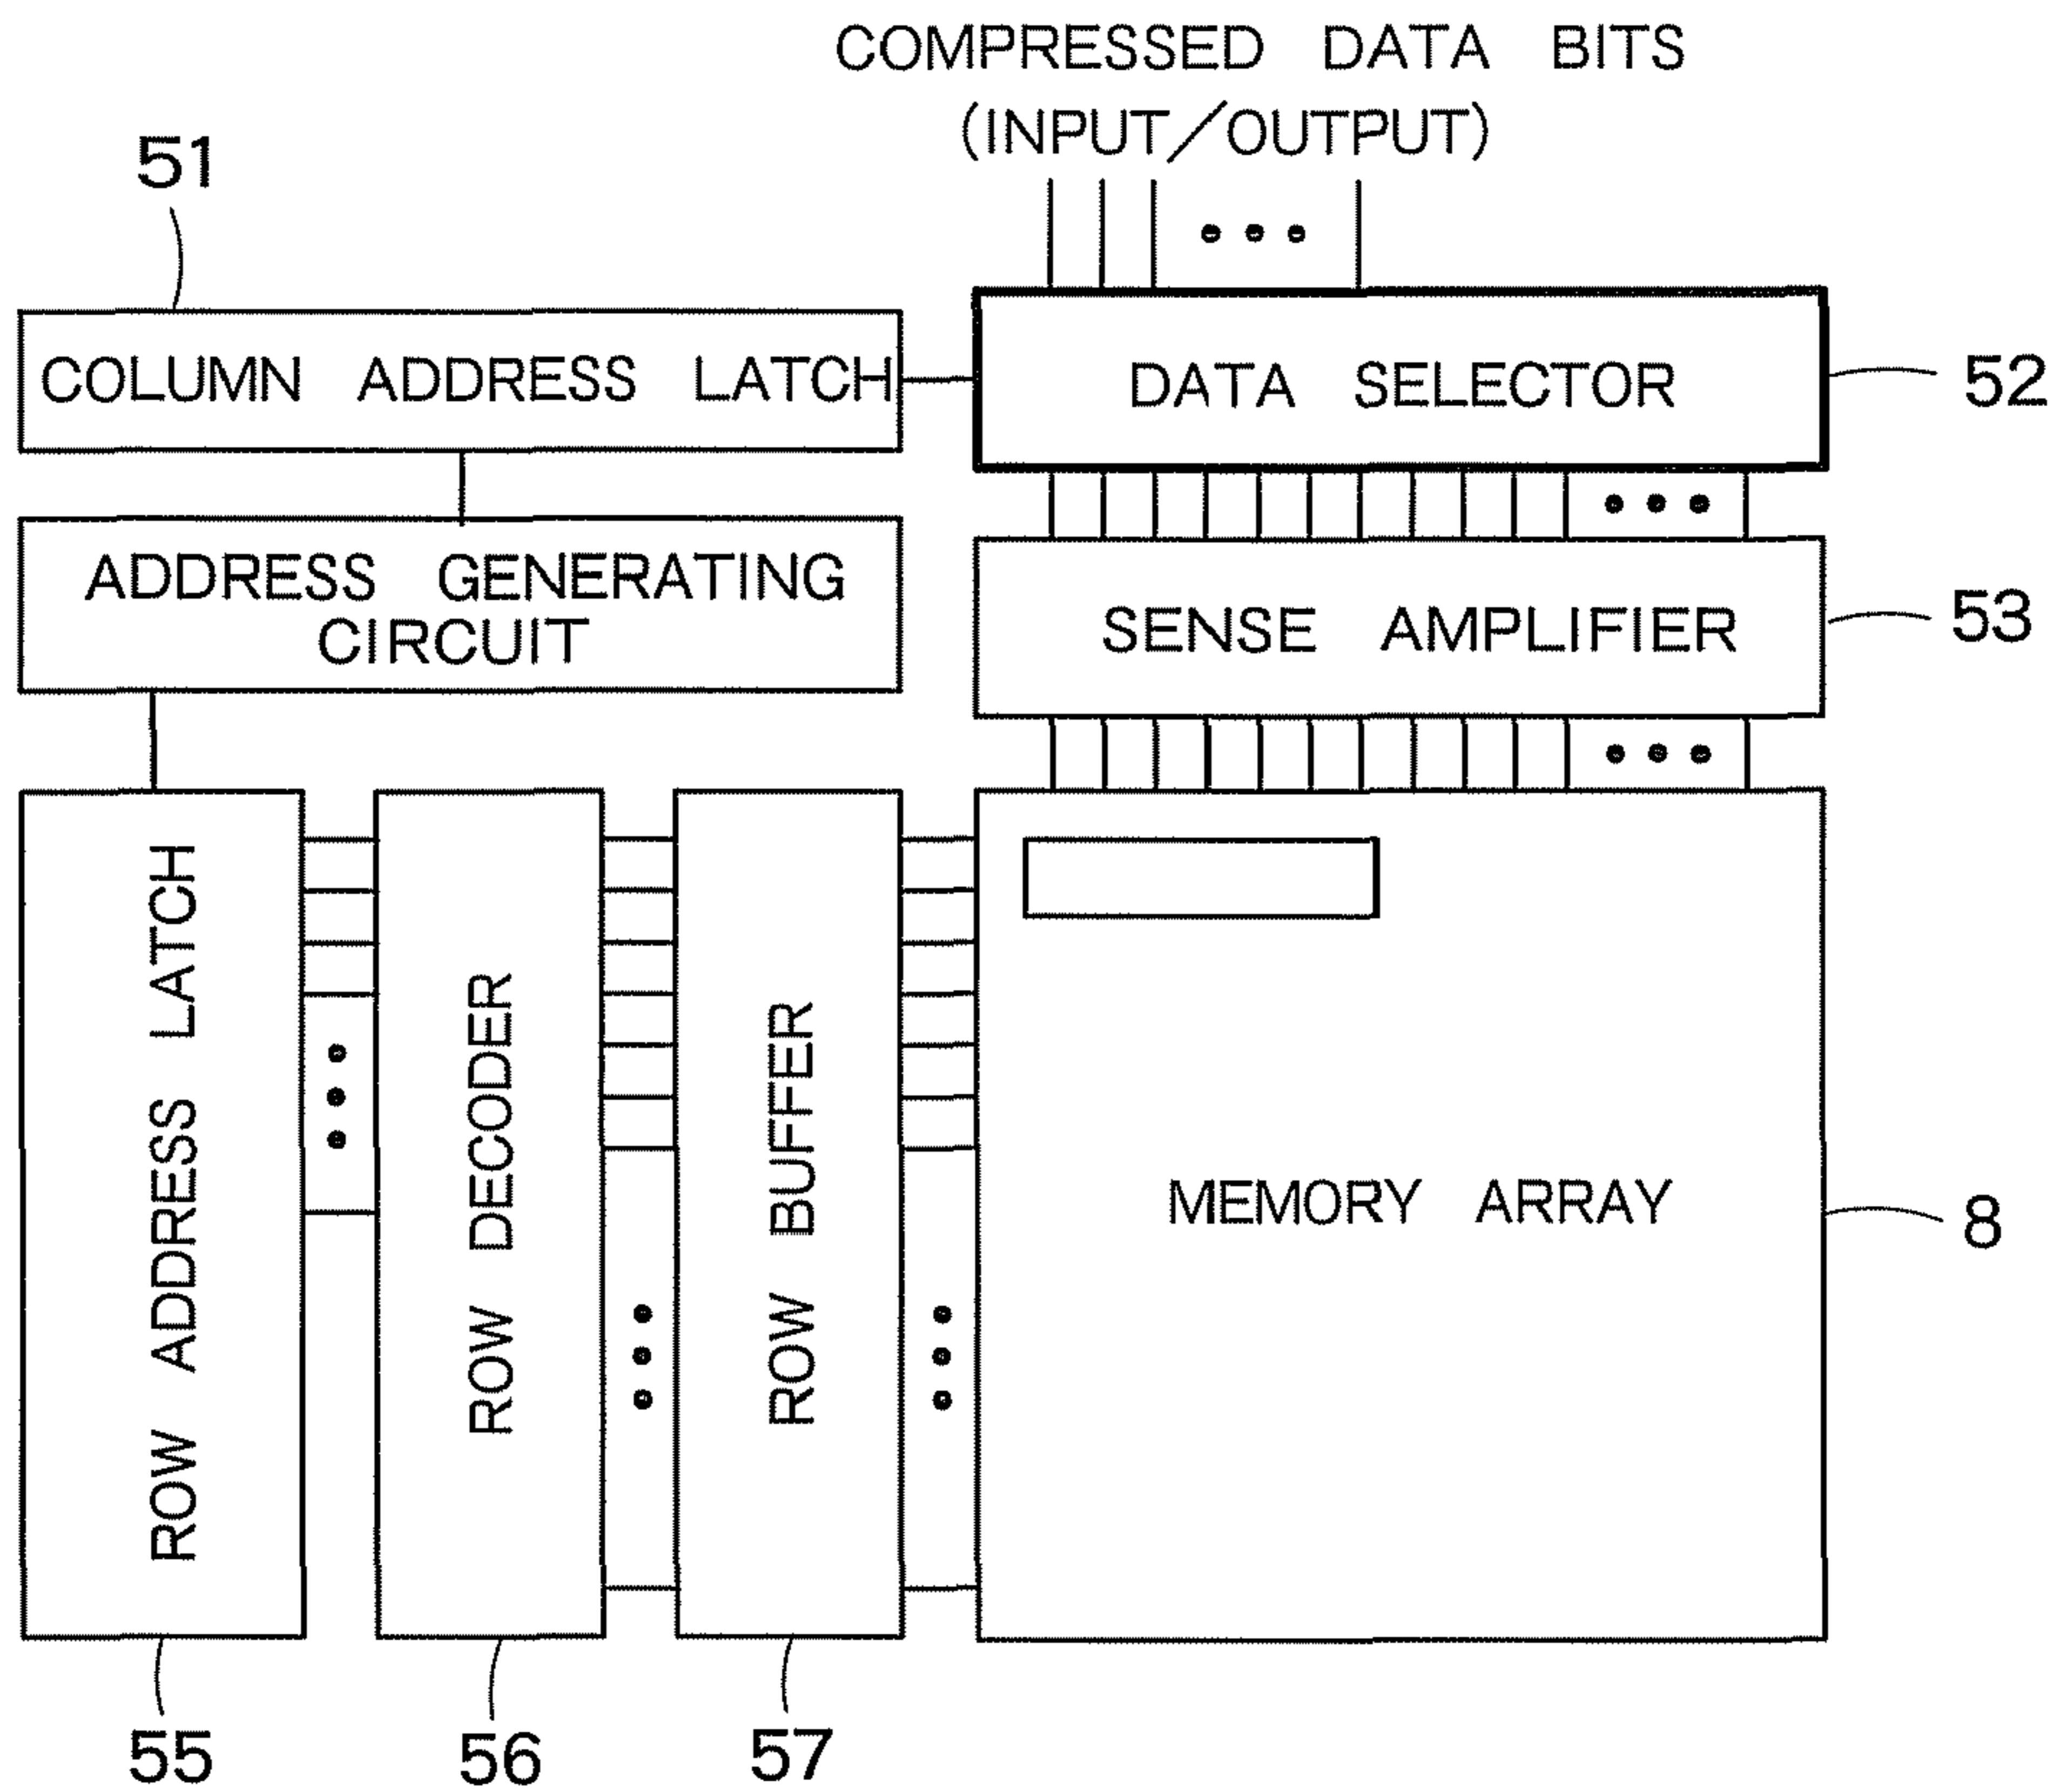 COMPRESSED DATA BITS
(INPUT/OUTPUT)
51
COLUMN ADDRESS LATCH
DATA SELECTOR
52
ADDRESS GENERATING
CIRCUIT
SENSE AMPLIFIER
53
ROW ADDRESS LATCH
ROW DECODER
ROW BUFFER
MEMORY ARRAY
8
55
56
57